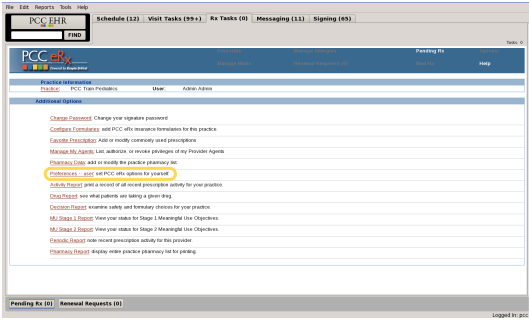 File Edit Reports Tools Help
PCC EHR
FIND
Schedule (12) Visit Tasks (99+) Rx Tasks (0) Messaging (11) Signing (65)
Tasks: 0
PCC eRx
Pending Rx
Help
Practice Information
Practice: PCC Train Pediatrics User: Admin Admin
Additional Options
Change Password: Change your signature password
Configure Formularies: add PCC eRx insurance formularies for this practice.
Favorite Prescription: Add or modify commonly used prescriptions
Manage My Agents: List, authorize, or revoke privileges of my Provider Agents
Pharmacy Data: add or modify the practice pharmacy list
Preferences -- user: set PCC eRx options for yourself
Activity Report: print a record of all recent prescription activity for your practice
Drug Report: see what patients are taking a given drug.
Decision Report: examine safety and formulary choices for your practice.
MU Stage 1 Report: View your status for Stage 1 Meaningful Use Objectives.
MU Stage 2 Report: View your status for Stage 2 Meaningful Use Objectives.
Periodic Report: note recent prescription activity for this provider.
Pharmacy Report: display entire practice pharmacy list for printing.
Pending Rx (0) Renewal Requests (0)
Logged in: pcc